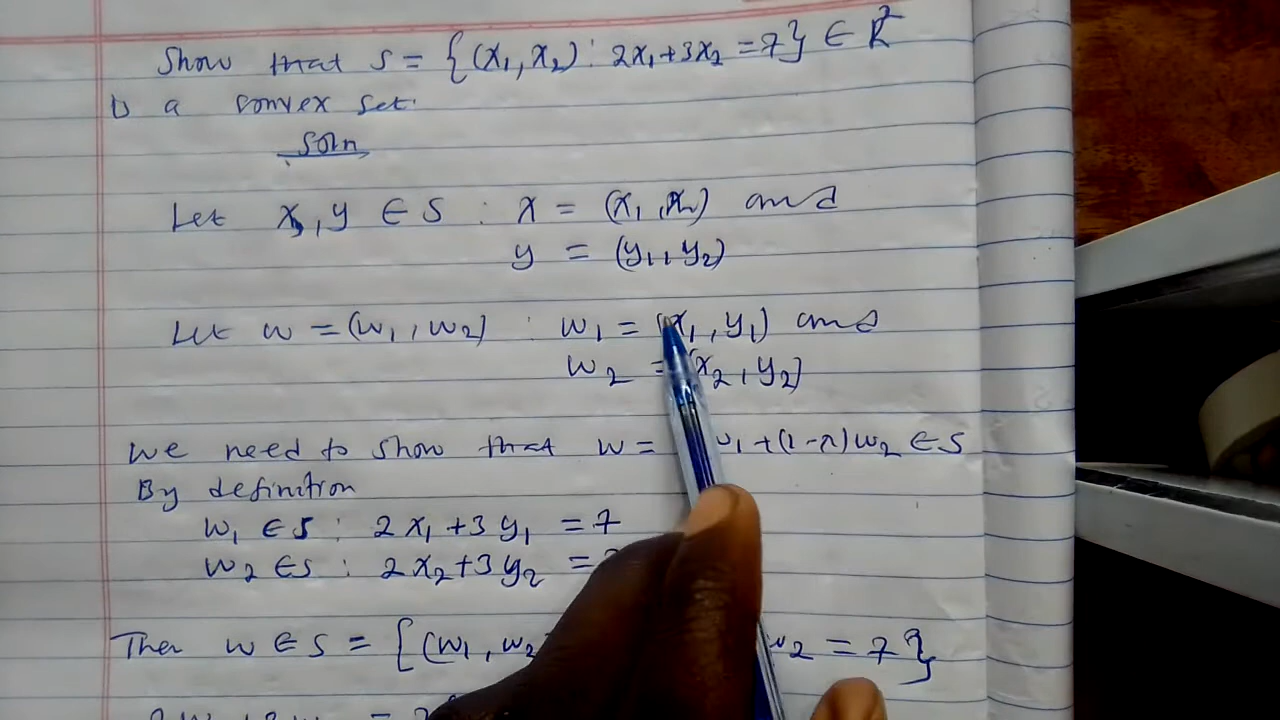 Show that S = {(x₁, x₂) : 2x₁+3x₂ = 7} ∈ R²
is a convex set.
Soln
Let x, y ∈ S : x = (x₁, x₂) and
y = (y₁, y₂)
Let w = (w₁, w₂) : w₁ = (x₁, y₁) and
w₂ = (x₂, y₂)
We need to show that w = w₁ + (1-λ)w₂ ∈ S
By definition
w₁ ∈ S : 2x₁ + 3y₁ = 7
w₂ ∈ S : 2x₂ + 3y₂ =
Then w ∈ S = {(w₁, w₂ w₂ = 7}